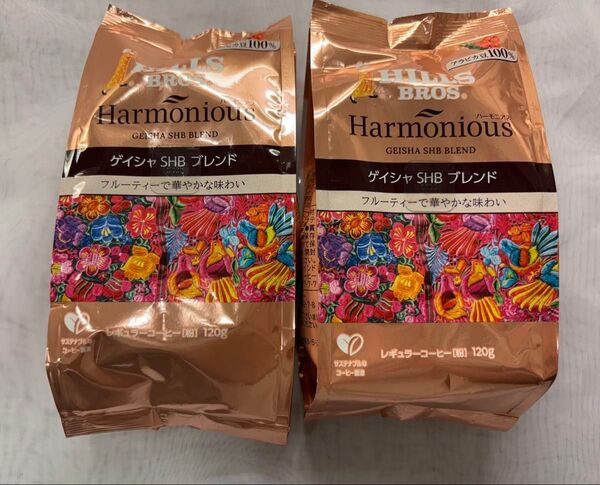 アラビカ豆100%
HILLS
BROS.®
Harmonious
GEISHA SHB BLEND
ゲイシャ SHB ブレンド
フルーティーで華やかな味わい
サステナブルな
コーヒー調達
レギュラーコーヒー[粉] 120g
アラビカ豆100%
HILLS
BROS.®
ハーモニアス
Harmonious
GEISHA SHB BLEND
ゲイシャ SHB ブレンド
フルーティーで華やかな味わい
サステナブルな
コーヒー調達
レギュラーコーヒー[粉] 120g